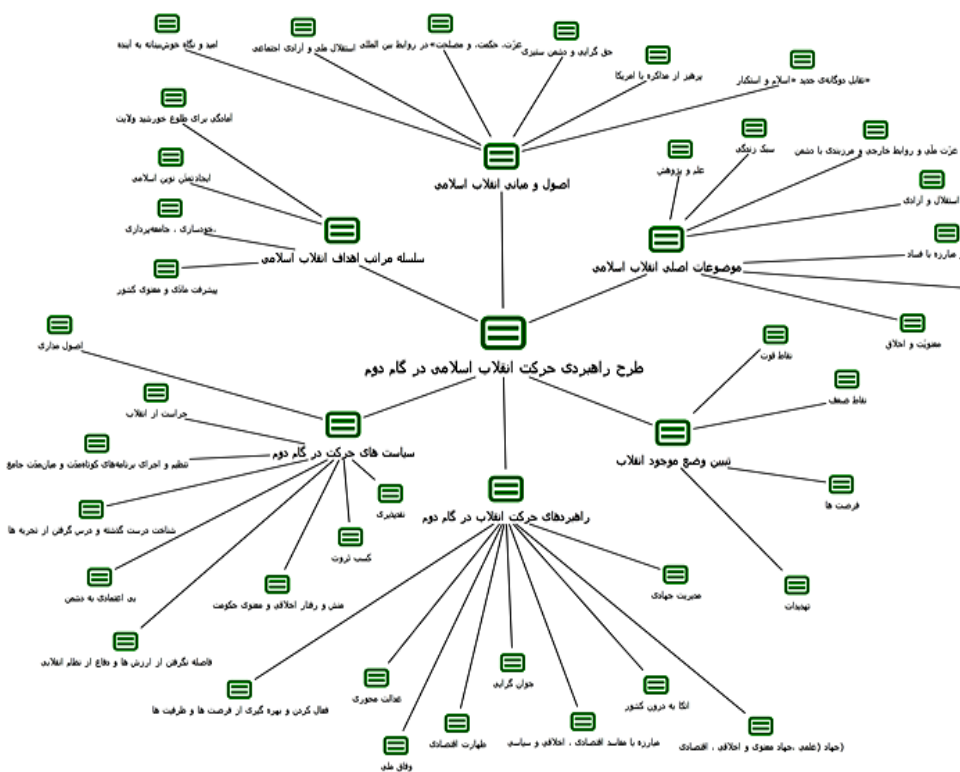 امید و نگاه خوش‌بینانه به آینده
استقلال ملی و آزادی اجتماعی
عزّت، حکمت، و مصلحت» در روابط بین المللی
حق گرایی و دشمن ستیزی
پرهیز از مذاکره با امریکا
«تقابل دوگانه‌ی جدید «اسلام و استکبار
اصول و مبانی انقلاب اسلامی
آمادگی برای طلوع خورشید ولایت
ایجادتمدّن نوین اسلامی
.خودسازی ، جامعه‌پردازی
پیشرفت مادّی و معنوی کشور
سلسله مراتب اهداف انقلاب اسلامی
علم و پژوهش
سبک زندگی
عزّت ملّی و روابط خارجی و مرزبندی با دشمن
استقلال و آزادی
مبارزه با فساد
معنویّت و اخلاق
موضوعات اصلی انقلاب اسلامی
طرح راهبردی حرکت انقلاب اسلامی در گام دوم
اصول مداری
حراست از انقلاب
تنظیم و اجرای برنامه‌های کوتاه‌مدّت و میان‌مدّت جامع
شناخت درست گذشته و درس گرفتن از تجربه ها
بی اعتمادی به دشمن
فاصله نگرفتن از ارزش ها و دفاع از نظام انقلابی
منش و رفتار اخلاقی و معنوی حکومت
کسب ثروت
نقدپذیری
سیاست های حرکت در گام دوم
تبیین وضع موجود انقلاب
نقاط قوت
نقاط ضعف
فرصت ها
تهدیدات
راهبردهای حرکت انقلاب در گام دوم
مدیریت جهادی
فعال کردن و بهره گیری از فرصت ها و ظرفیت ها
عدالت محوری
وفاق ملی
طهارت اقتصادی
جوان گرایی
مبارزه با مفاسد اقتصادی ، اخلاقی و سیاسی
اتکا به درون کشور
(جهاد (علمی ،جهاد معنوی و اخلاقی ، اقتصادی